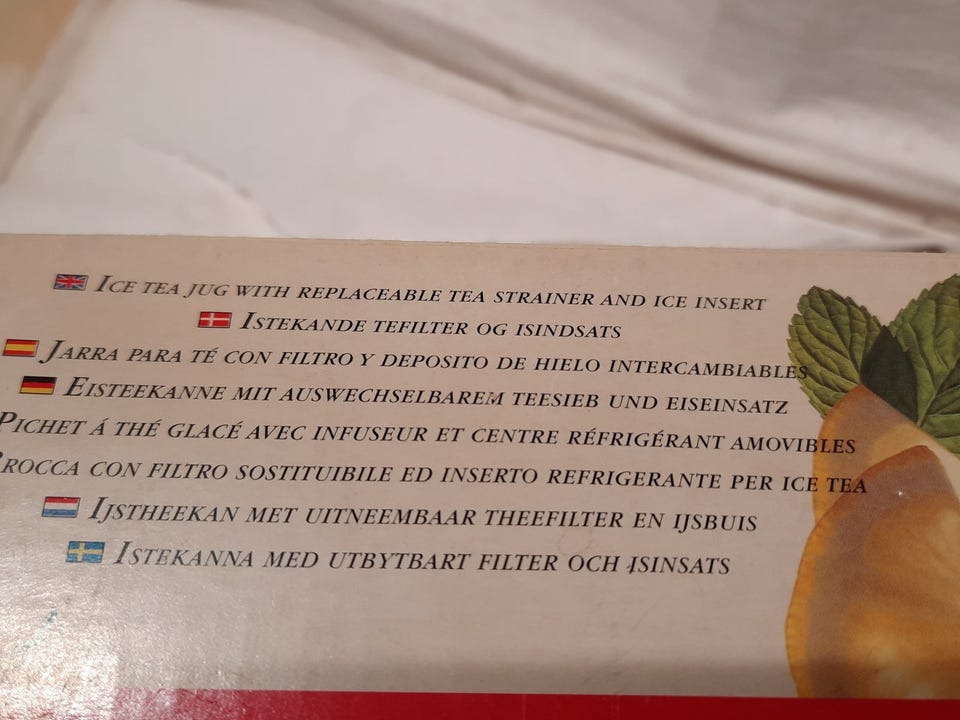 Ice tea jug with replaceable tea strainer and ice insert
Istekande tefilter og isindsats
Jarra para té con filtro y deposito de hielo intercambiables
Eisteekanne mit auswechselbarem Teesieb und Eiseinsatz
Pichet á thé glacé avec infuseur et centre réfrigérant amovibles
rocca con filtro sostituibile ed inserto refrigerante per ice tea
Ijstheekan met uitneembaar theefilter en ijsbuis
Istekanna med utbytbart filter och isinsats